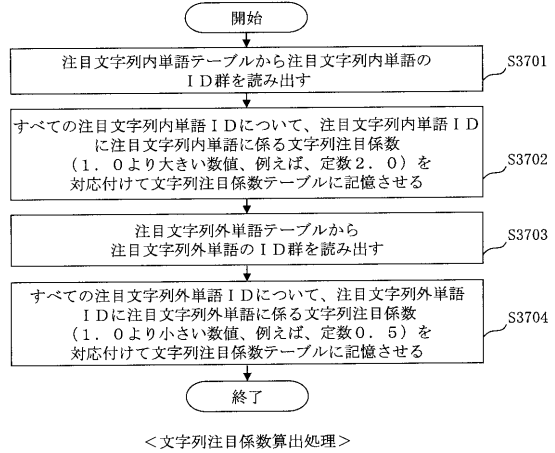 開始
注目文字列内単語テーブルから注目文字列内単語の
ID群を読み出す
S3701
すべての注目文字列内単語IDについて、注目文字列内単語ID
に注目文字列内単語に係る文字列注目係数
(1.0より大きい数値、例えば、定数2.0)を
対応付けて文字列注目係数テーブルに記憶させる
S3702
注目文字列外単語テーブルから
注目文字列外単語のID群を読み出す
S3703
すべての注目文字列外単語IDについて、注目文字列外単語
IDに注目文字列外単語に係る文字列注目係数
(1.0より小さい数値、例えば、定数0.5)を
対応付けて文字列注目係数テーブルに記憶させる
S3704
終了
<文字列注目係数算出処理>